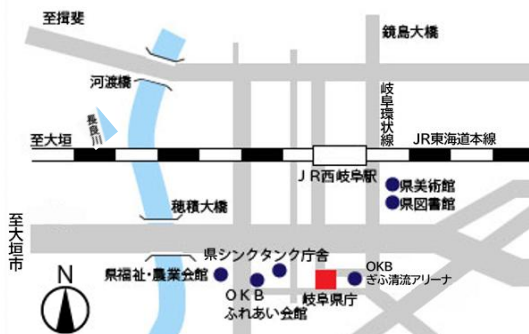 至揖斐
鏡島大橋
河渡橋
岐阜環状線
長良川
至大垣
JR東海道本線
JR西岐阜駅
県美術館
県図書館
穂積大橋
至大垣市
県シンクタンク庁舎
県福祉・農業会館
OKB
ふれあい会館
岐阜県庁
OKB
ぎふ清流アリーナ
N